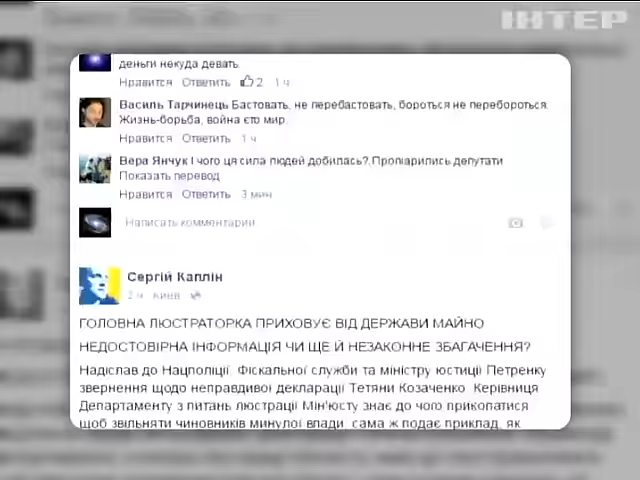 ІНТЕР
деньги некуда девать.
Нравится Ответить 2 1 ч
Василь Тарчинець Бастовать, не перебастовать, бороться не перебороться.
Жизнь-борьба, война єто мир.
Нравится Ответить 1 ч
Вера Янчук І чого ця сила людей добилась? Пропіарились депутати
Показать перевод
Нравится Ответить 3 мин
Написать комментарий
Сергій Каплін
2 ч Киев
ГОЛОВНА ЛЮСТРАТОРКА ПРИХОВУЄ ВІД ДЕРЖАВИ МАЙНО
НЕДОСТОВІРНА ІНФОРМАЦІЯ ЧИ ЩЕ Й НЕЗАКОННЕ ЗБАГАЧЕННЯ?
Надіслав до Нацполіції, Фіскальної служби та міністру юстиції Петренку
звернення щодо неправдивої декларації Тетяни Козаченко. Керівниця
Департаменту з питань люстрації Мін'юсту знає до чого прикопатися
щоб звільняти чиновників минулої влади, сама ж подає приклад, як